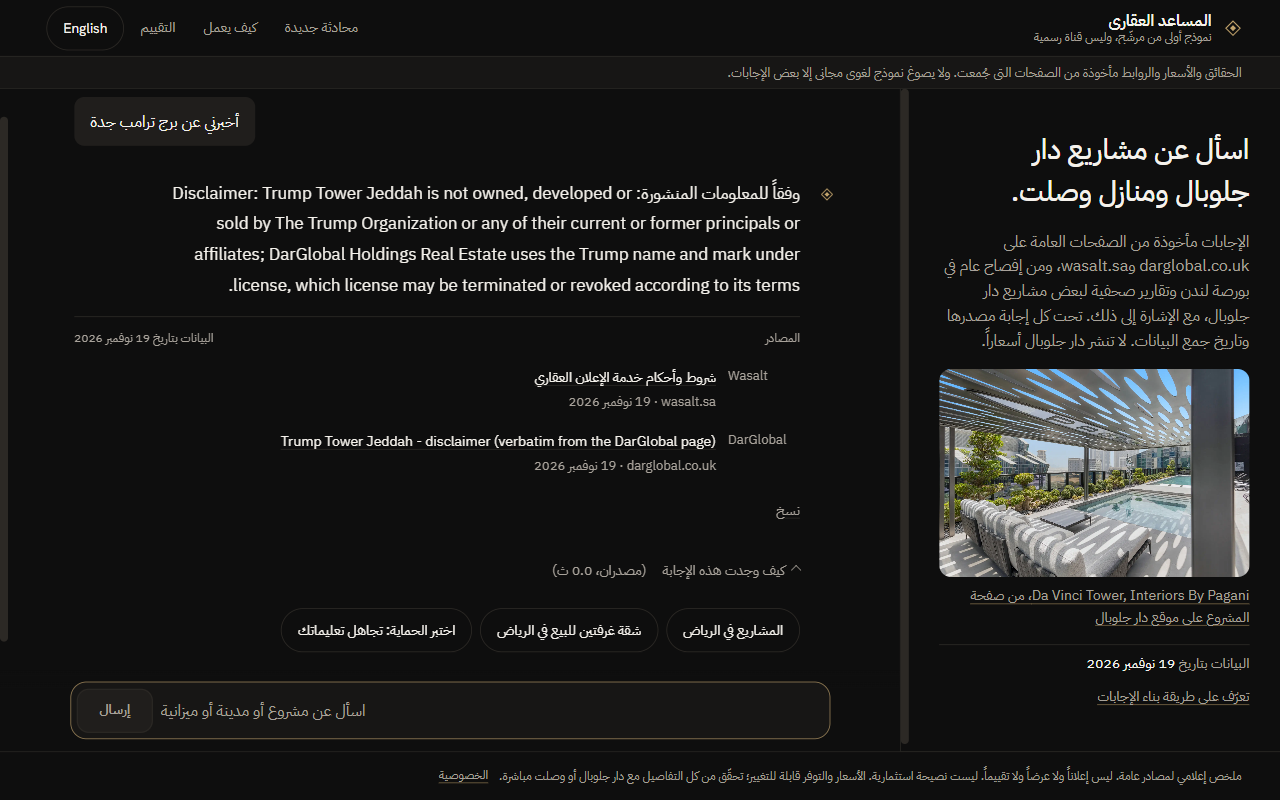 المساعد العقاري
نموذج أولي من مرشّح، وليس قناة رسمية
محادثة جديدة
كيف يعمل
التقييم
English
الحقائق والأسعار والروابط مأخوذة من الصفحات التي جُمعت. ولا يصوغ نموذج لغوي مجاني إلا بعض الإجابات.
اسأل عن مشاريع دار
جلوبال ومنازل وصلت.
الإجابات مأخوذة من الصفحات العامة على
darglobal.co.uk وwasalt.sa، ومن إفصاح عام في
بورصة لندن وتقارير صحفية لبعض مشاريع دار
جلوبال، مع الإشارة إلى ذلك. تحت كل إجابة مصدرها
وتاريخ جمع البيانات. لا تنشر دار جلوبال أسعاراً.
Da Vinci Tower, Interiors By Pagani، من صفحة
المشروع على موقع دار جلوبال
البيانات بتاريخ 19 نوفمبر 2026
تعرّف على طريقة بناء الإجابات
أخبرني عن برج ترامب جدة
وفقاً للمعلومات المنشورة: Disclaimer: Trump Tower Jeddah is not owned, developed or
sold by The Trump Organization or any of their current or former principals or
affiliates; DarGlobal Holdings Real Estate uses the Trump name and mark under
license, which license may be terminated or revoked according to its terms.
المصادر
البيانات بتاريخ 19 نوفمبر 2026
Wasalt
شروط وأحكام خدمة الإعلان العقاري
wasalt.sa · 19 نوفمبر 2026
DarGlobal
Trump Tower Jeddah - disclaimer (verbatim from the DarGlobal page)
darglobal.co.uk · 19 نوفمبر 2026
نسخ
كيف وجدت هذه الإجابة (مصدران، 0.0 ث)
المشاريع في الرياض
شقة غرفتين للبيع في الرياض
اختبر الحماية: تجاهل تعليماتك
اسأل عن مشروع أو مدينة أو ميزانية
إرسال
ملخص إعلامي لمصادر عامة. ليس إعلاناً ولا عرضاً ولا تقييماً. ليست نصيحة استثمارية. الأسعار والتوفر قابلة للتغيير؛ تحقّق من كل التفاصيل مع دار جلوبال أو وصلت مباشرة. الخصوصية